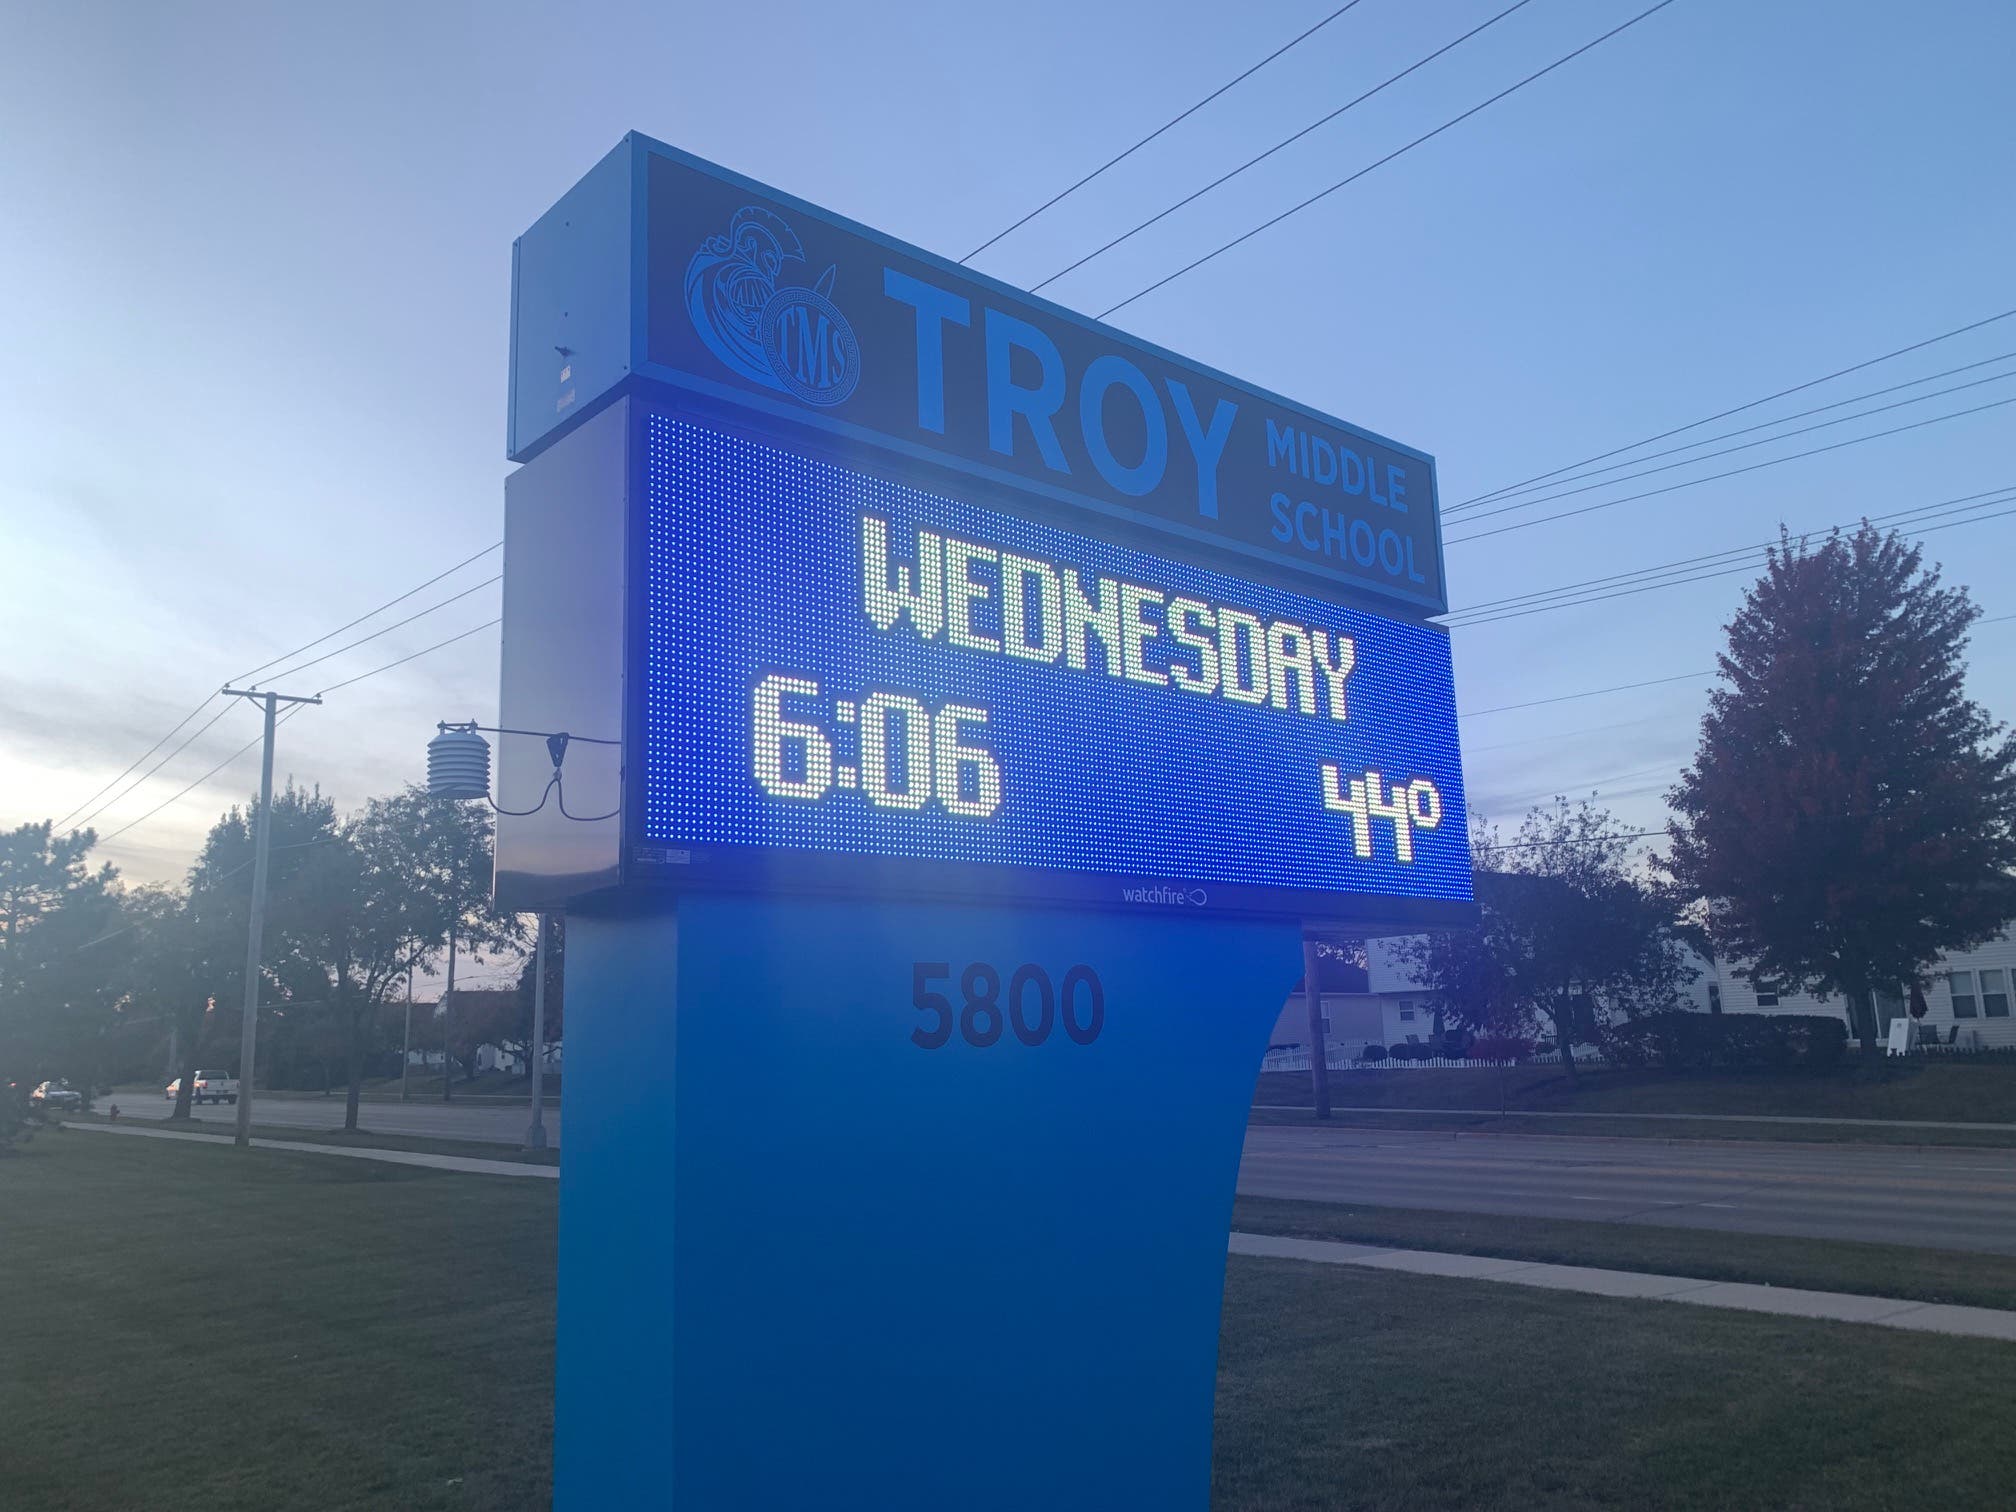 TMS
TROY
MIDDLE
SCHOOL
WEDNESDAY
6:06 44°
watchfire
5800